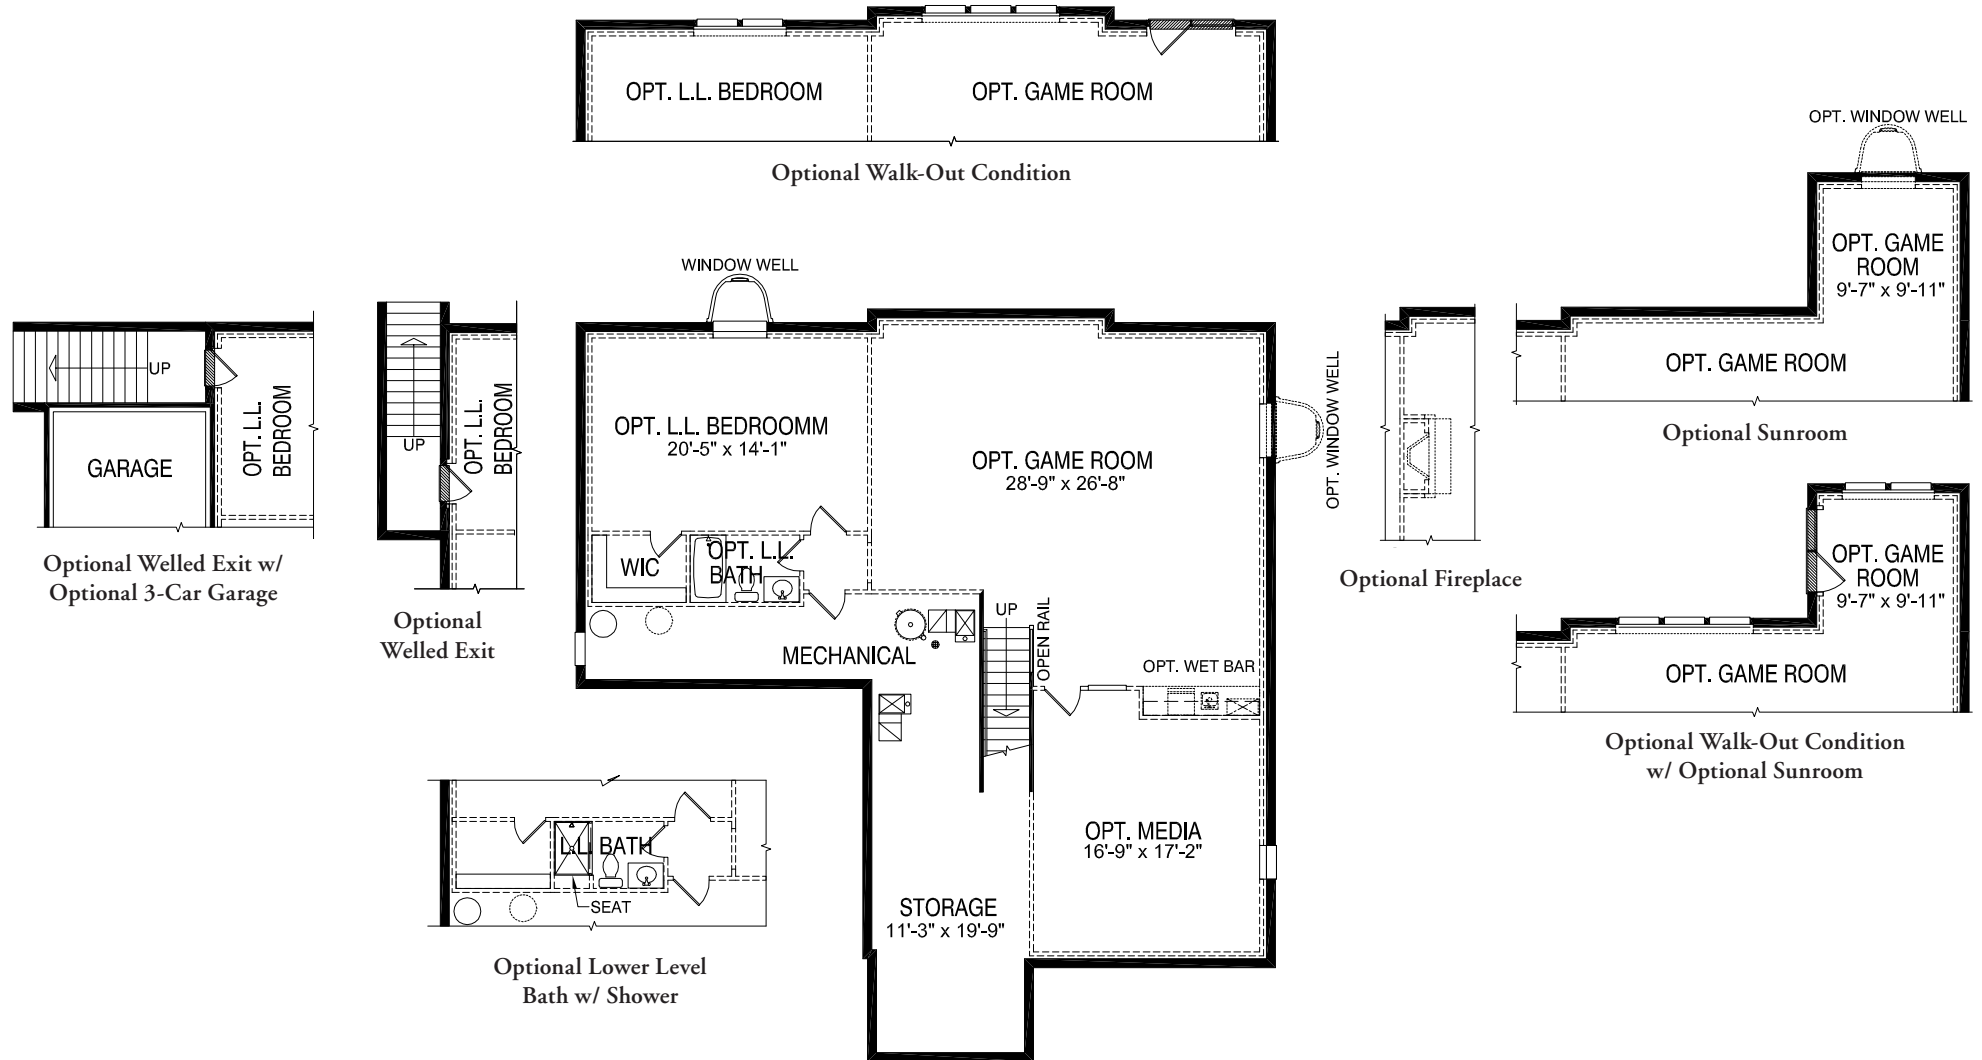 OPT. L.L. BEDROOM
OPT. GAME ROOM
Optional Walk-Out Condition
OPT. WINDOW WELL
OPT. GAME
ROOM
9'-7" x 9'-11"
OPT. GAME ROOM
Optional Sunroom
UP
GARAGE
OPT. L.L.
BEDROOM
Optional Welled Exit w/
Optional 3-Car Garage
UP
OPT. L.L.
BEDROOM
Optional
Welled Exit
WINDOW WELL
OPT. L.L. BEDROOMM
20'-5" x 14'-1"
OPT. GAME ROOM
28'-9" x 26'-8"
OPT. WINDOW WELL
WIC
OPT. L.L.
BATH
MECHANICAL
UP
OPEN RAIL
OPT. WET BAR
OPT. MEDIA
16'-9" x 17'-2"
STORAGE
11'-3" x 19'-9"
Optional Fireplace
OPT. GAME
ROOM
9'-7" x 9'-11"
OPT. GAME ROOM
Optional Walk-Out Condition
w/ Optional Sunroom
L.L. BATH
SEAT
Optional Lower Level
Bath w/ Shower